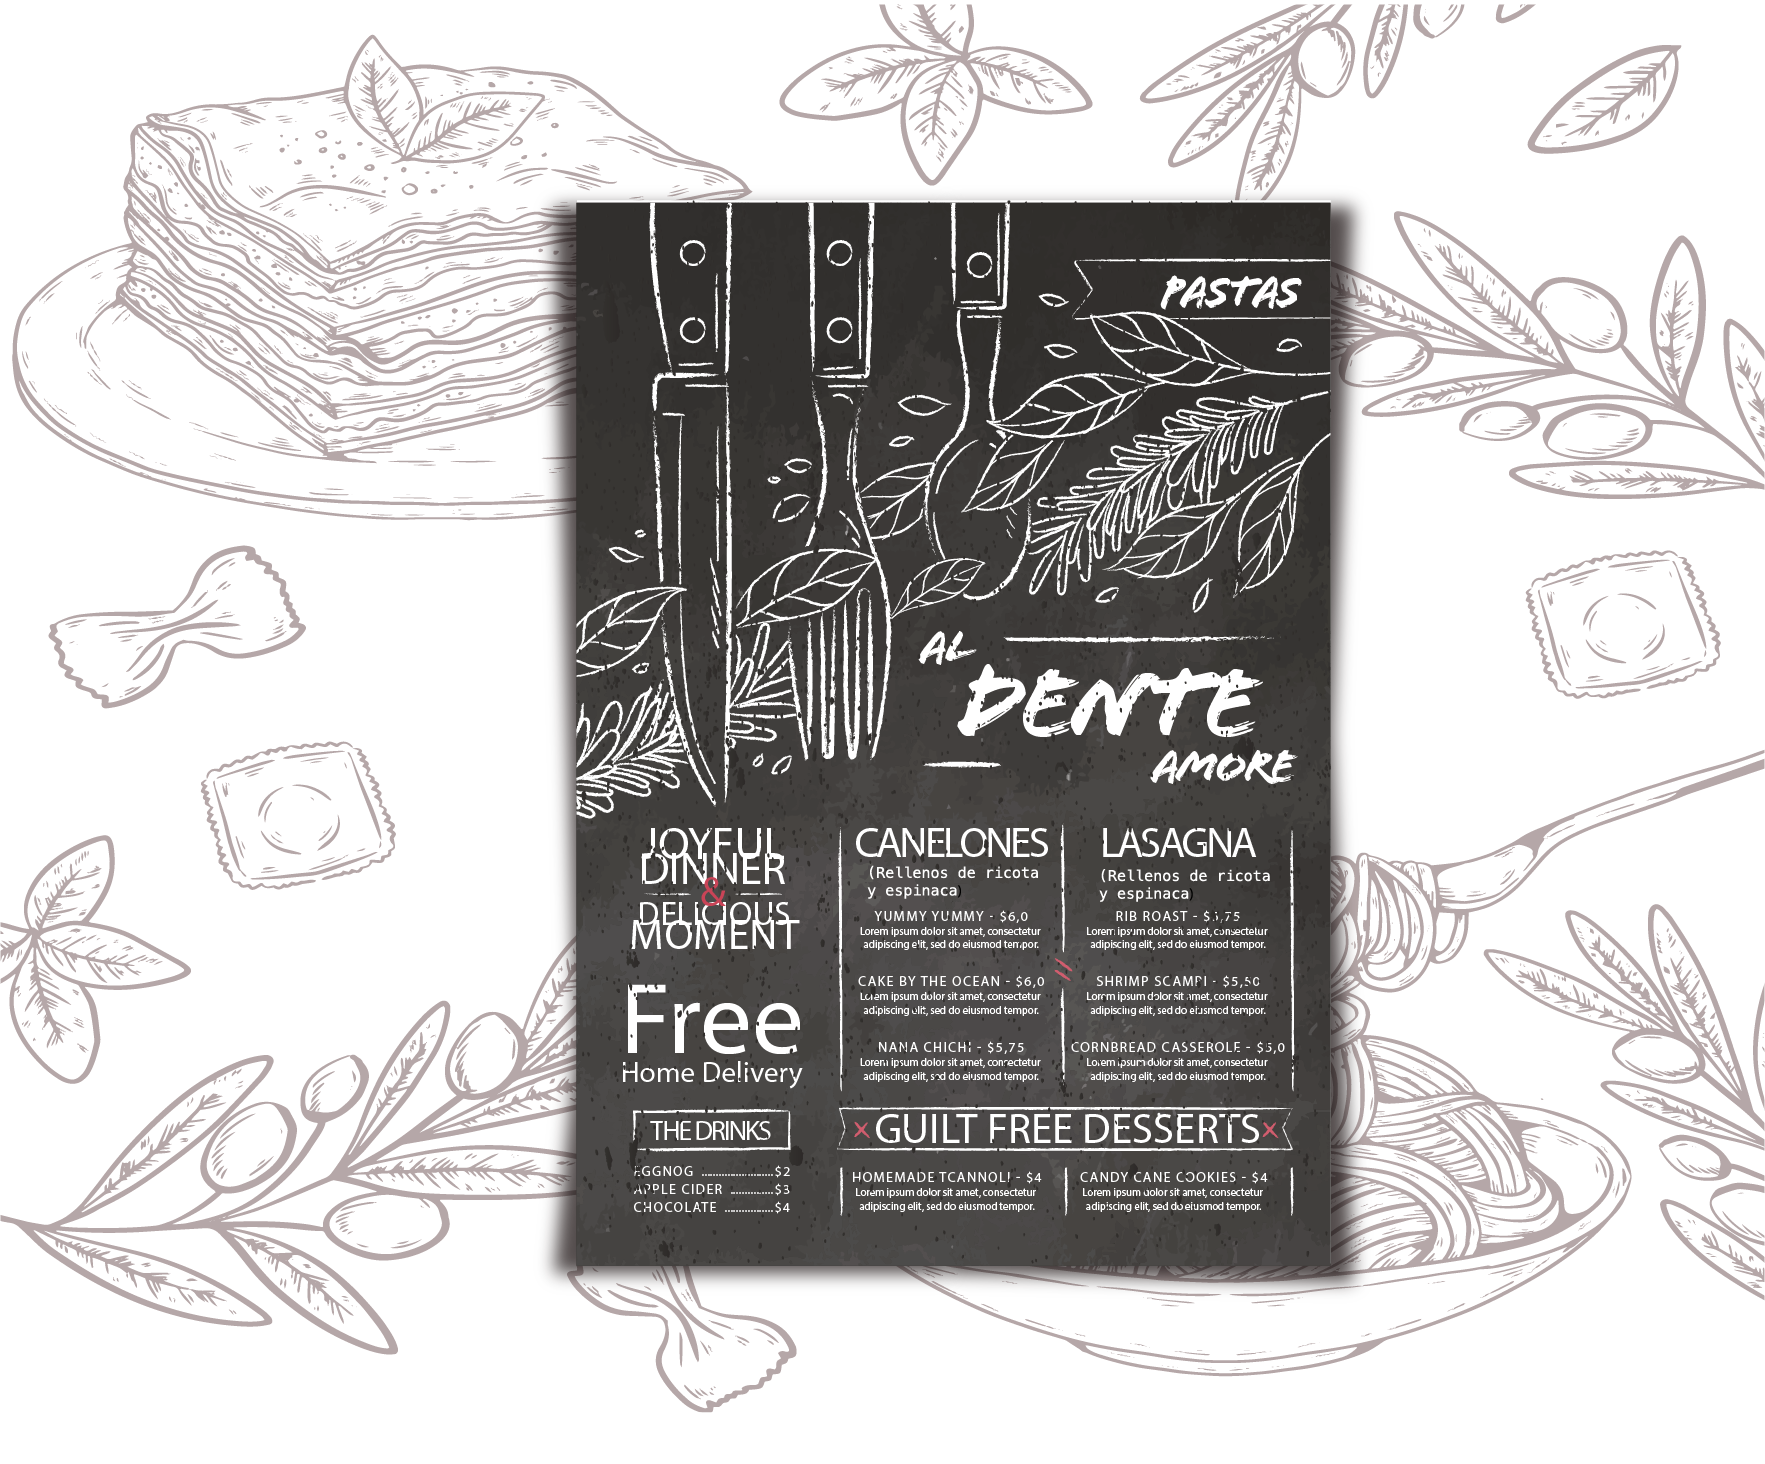 PASTAS
AL
DENTE
AMORE
JOYFUL
DINNER
&
DELICIOUS
MOMENT
Free
Home Delivery
THE DRINKS
EGGNOG ........................ $2
APPLE CIDER .............. $3
CHOCOLATE ................ $4
CANELONES
(Rellenos de ricota
y espinaca)
YUMMY YUMMY - $6,0
Lorem ipsum dolor sit amet, consectetur
adipiscing elit, sed do eiusmod tempor.
CAKE BY THE OCEAN - $6,0
Lorem ipsum dolor sit amet, consectetur
adipiscing elit, sed do eiusmod tempor.
NANA CHICHI - $5,75
Lorem ipsum dolor sit amet, consectetur
adipiscing elit, sed do eiusmod tempor.
LASAGNA
(Rellenos de ricota
y espinaca)
RIB ROAST -
Lorem ipsum dolor sit amet, consectetur
adipiscing elit, sed do eiusmod tempor.
SHRIMP SCAMPI - $5,50
Lorem ipsum dolor sit amet, consectetur
adipiscing elit, sed do eiusmod tempor.
CORNBREAD CASSEROLE - $5,0
Lorem ipsum dolor sit amet, consectetur
adipiscing elit, sed do eiusmod tempor.
GUILT FREE DESSERTS
HOMEMADE TCANNOLI - $4
Lorem ipsum dolor sit amet, consectetur
adipiscing elit, sed do eiusmod tempor.
CANDY CANE COOKIES - $4
Lorem ipsum dolor sit amet, consectetur
adipiscing elit, sed do eiusmod tempor.